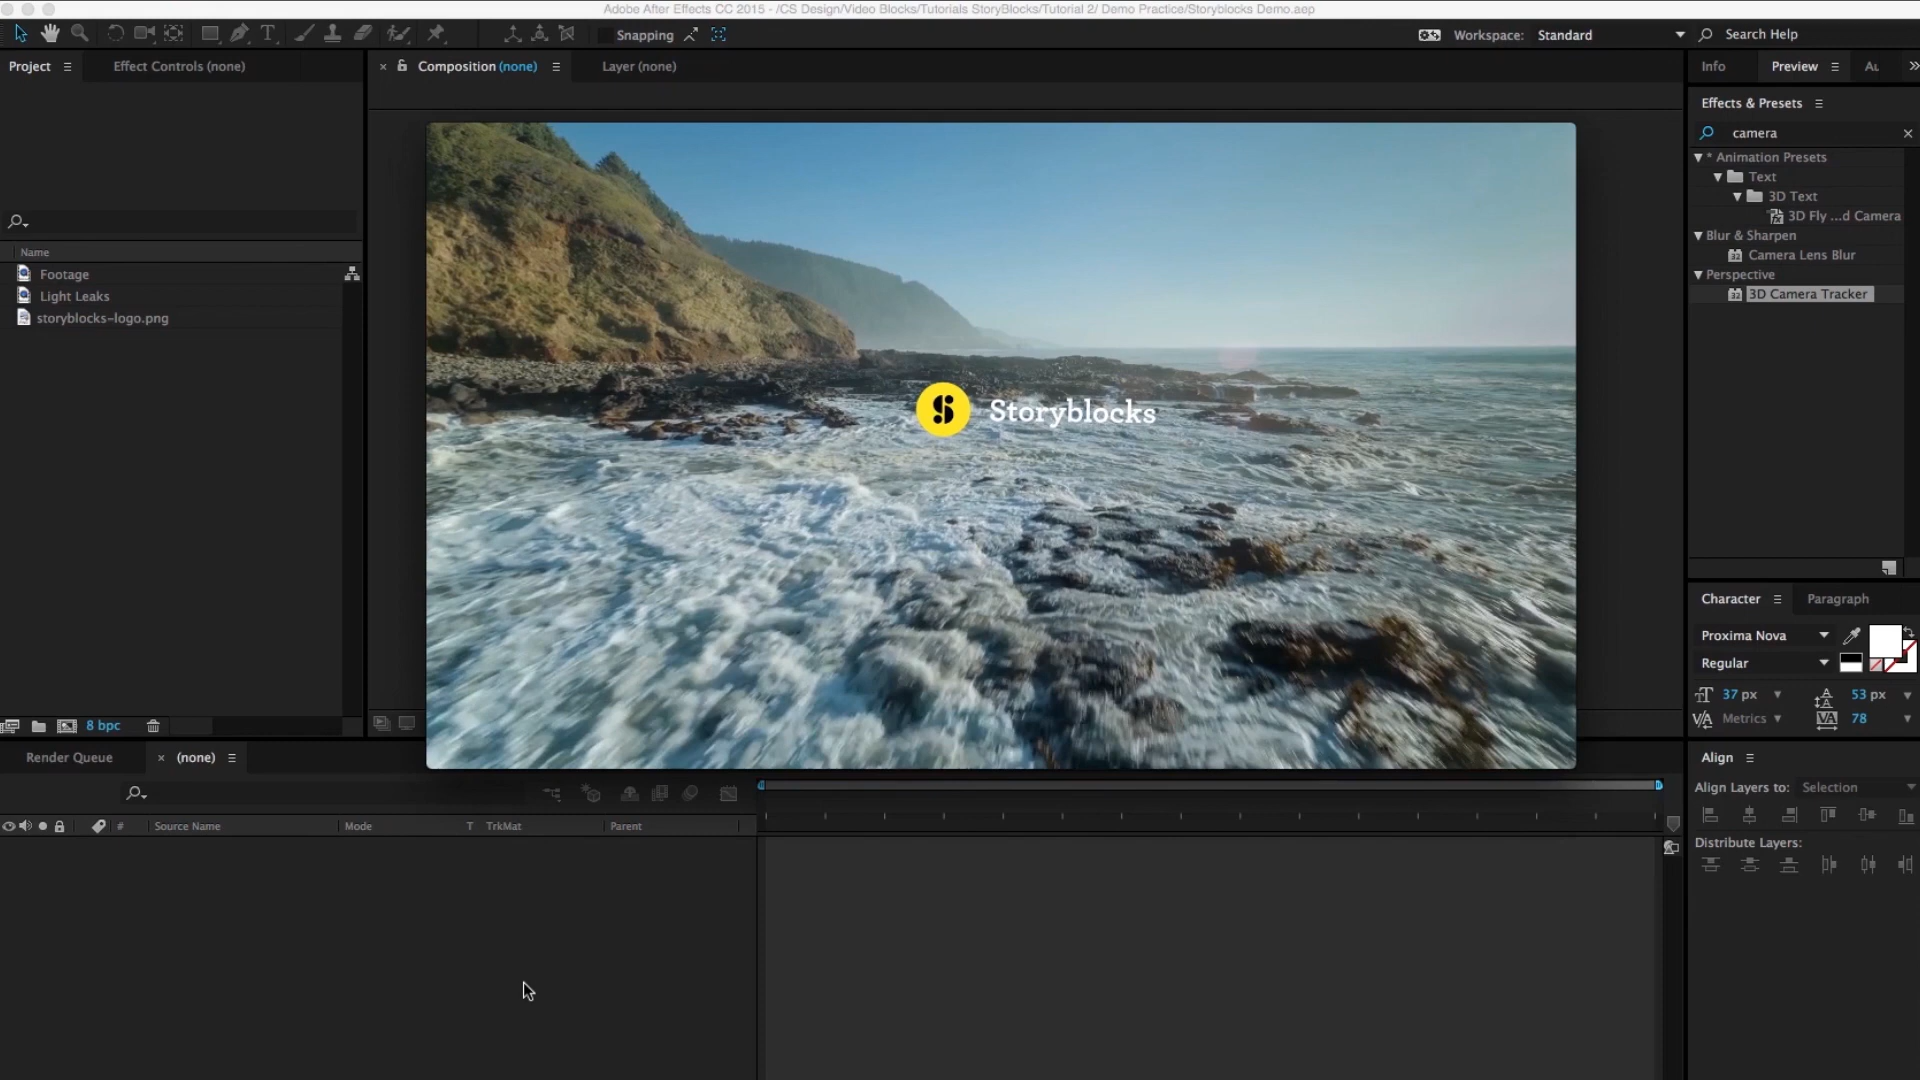 Adobe After Effects CC 2015 - /CS Design/Video Blocks/Tutorials StoryBlocks/Tutorial 2/ Demo Practice/Storyblocks Demo.aep
Snapping
Workspace: Standard
Search Help
Project
Effect Controls (none)
Composition (none)
Layer (none)
Info
Preview
Au
Effects & Presets
camera
* Animation Presets
Text
3D Text
3D Fly ...d Camera
Blur & Sharpen
Camera Lens Blur
Perspective
3D Camera Tracker
Name
Footage
Light Leaks
storyblocks-logo.png
Storyblocks
8 bpc
Character
Paragraph
Proxima Nova
Regular
37 px
53 px
Metrics
78
Render Queue
(none)
Align
Align Layers to: Selection
Distribute Layers:
# Source Name Mode T TrkMat Parent